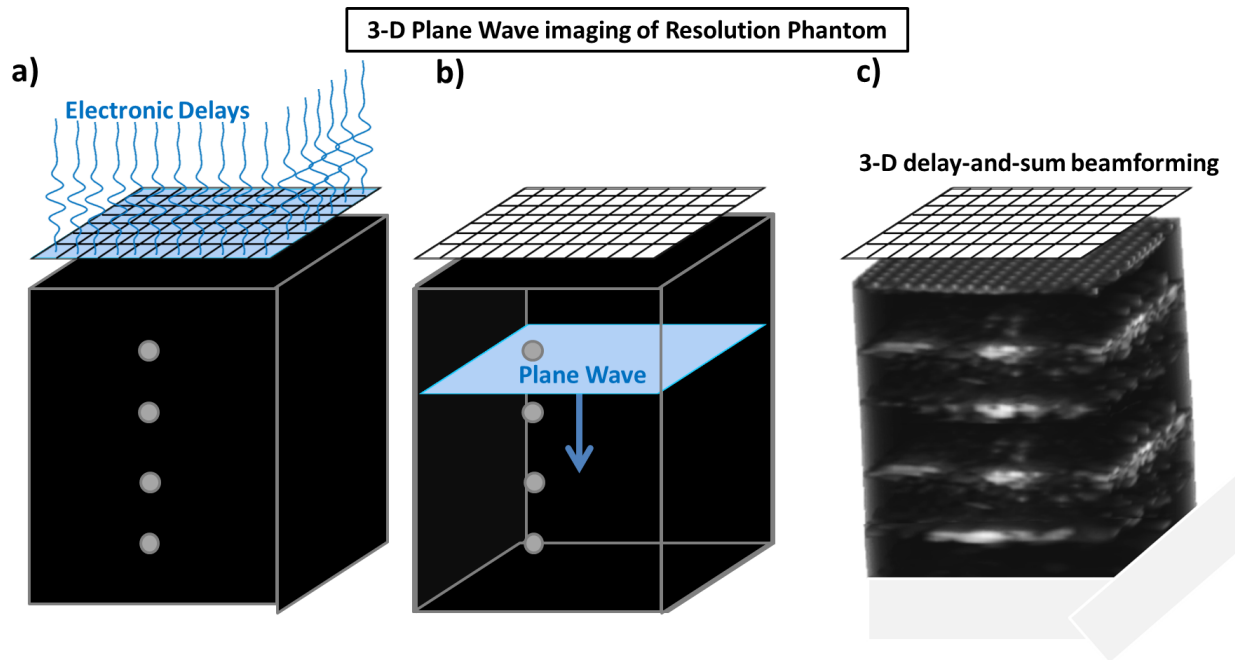 3-D Plane Wave imaging of Resolution Phantom
a)
b)
c)
Electronic Delays
Plane Wave
3-D delay-and-sum beamforming